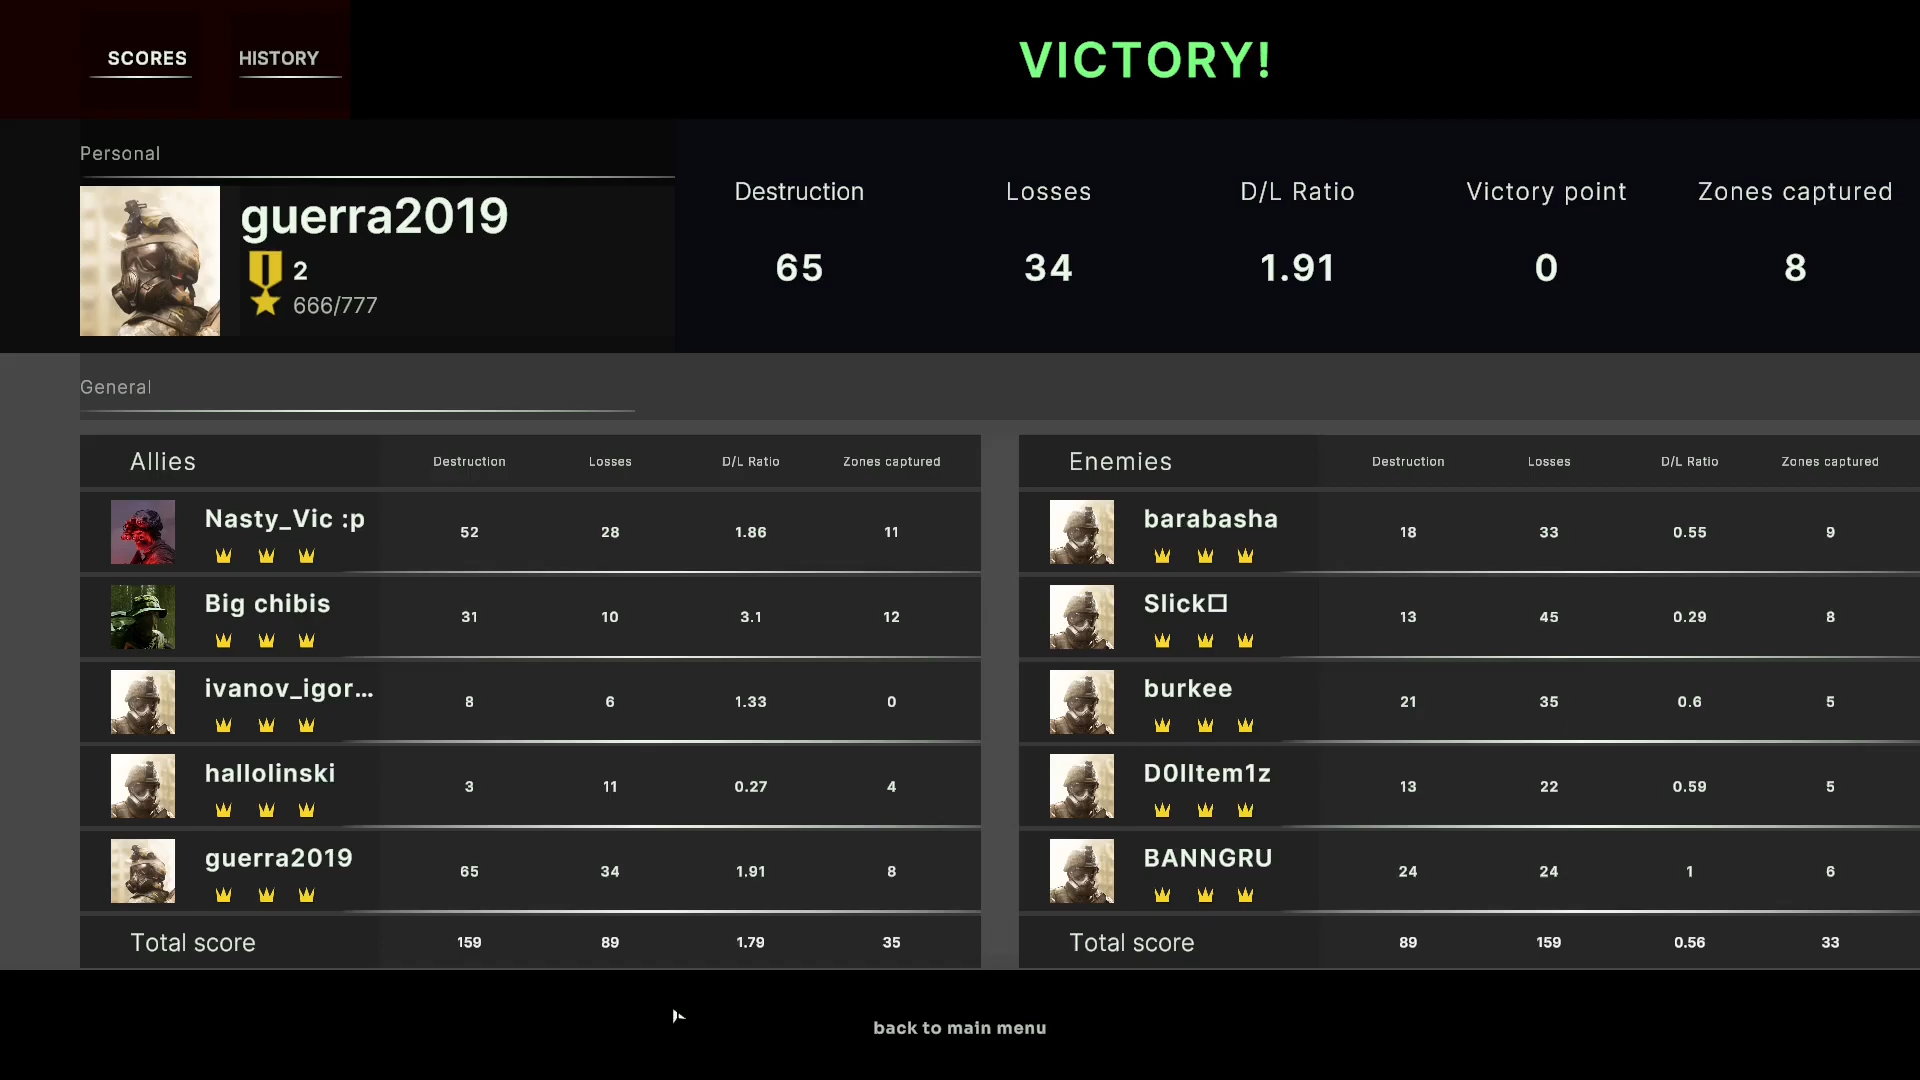 SCORES HISTORY VICTORY!
Personal
guerra2019
2
666/777
Destruction Losses D/L Ratio Victory point Zones captured
65 34 1.91 0 8
General
Allies Destruction Losses D/L Ratio Zones captured
Nasty_Vic :p 52 28 1.86 11
Big chibis 31 10 3.1 12
ivanov_igor... 8 6 1.33 0
hallolinski 3 11 0.27 4
guerra2019 65 34 1.91 8
Total score 159 89 1.79 35
Enemies Destruction Losses D/L Ratio Zones captured
barabasha 18 33 0.55 9
Slick□ 13 45 0.29 8
burkee 21 35 0.6 5
D0lltem1z 13 22 0.59 5
BANNGRU 24 24 1 6
Total score 89 159 0.56 33
back to main menu